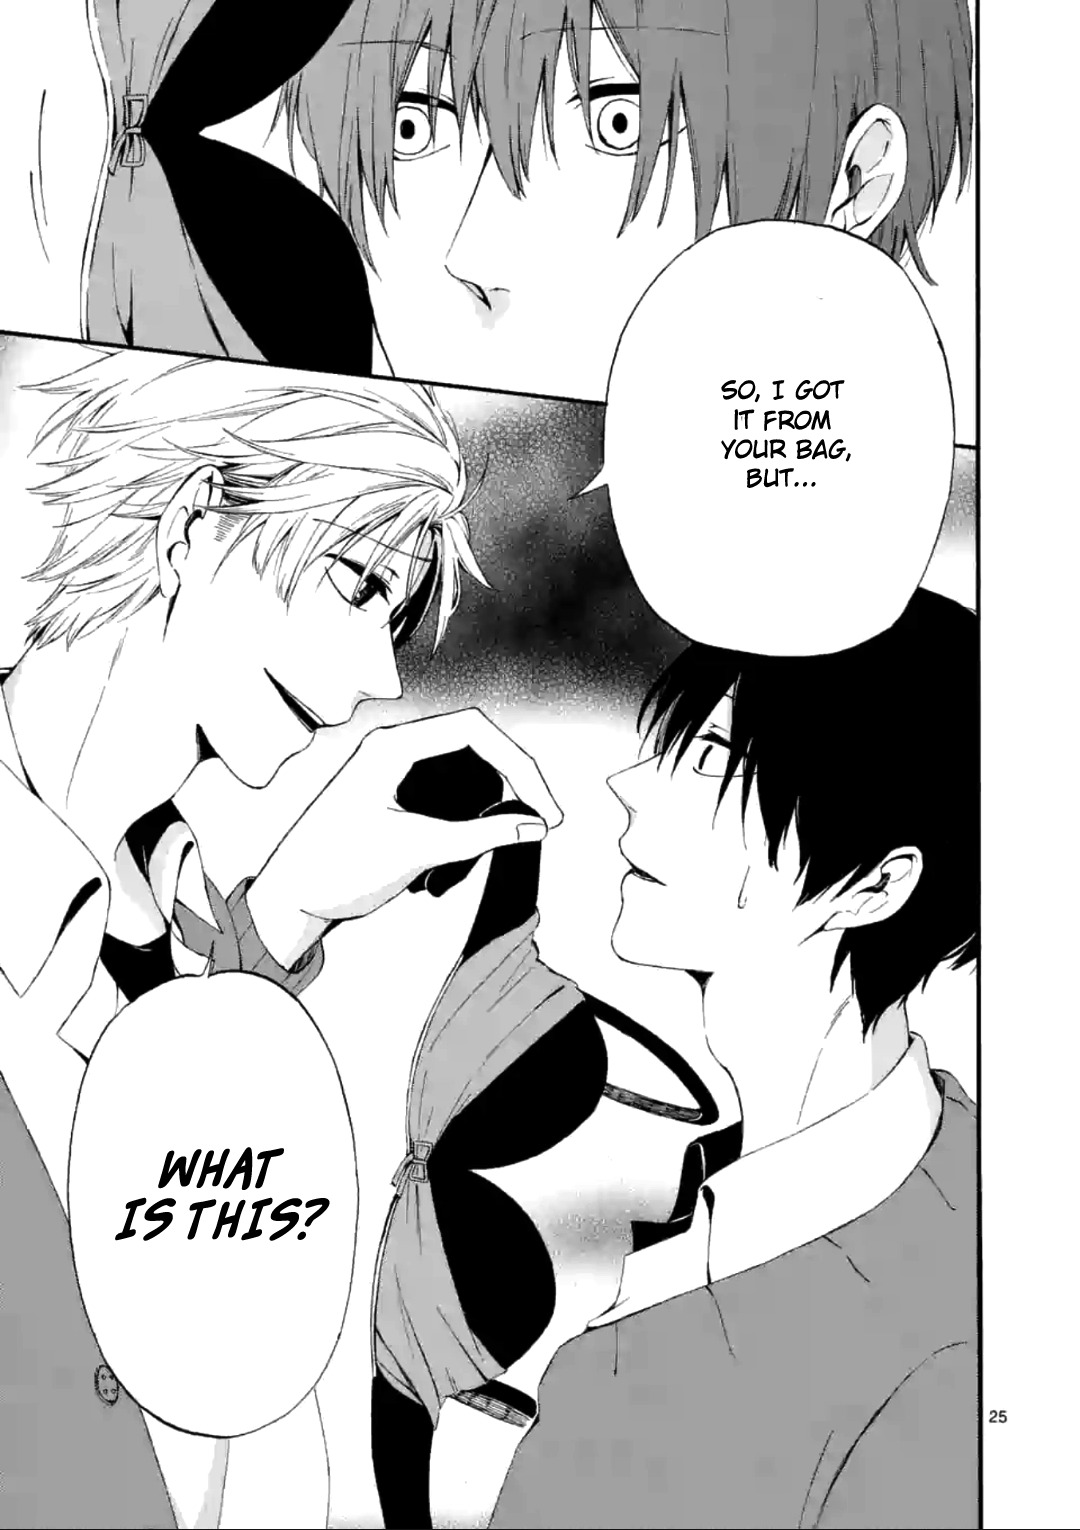 SO, I GOT
IT FROM
YOUR BAG,
BUT...
WHAT
IS THIS?
25